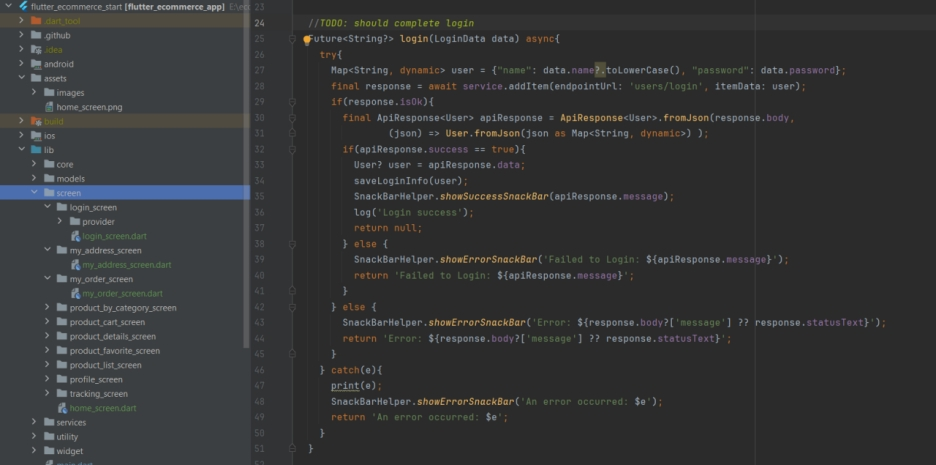 flutter_ecommerce_start [flutter_ecommerce_app]
.dart_tool
.github
.idea
android
assets
images
home_screen.png
build
ios
lib
core
models
screen
login_screen
provider
login_screen.dart
my_address_screen
my_address_screen.dart
my_order_screen
my_order_screen.dart
product_by_category_screen
product_cart_screen
product_details_screen
product_favorite_screen
product_list_screen
profile_screen
tracking_screen
home_screen.dart
services
utility
widget
main.dart
23
24 //TODO: should complete login
25 Future<String?> login(LoginData data) async{
26 try{
27 Map<String, dynamic> user = {"name": data.name?.toLowerCase(), "password": data.password};
28 final response = await service.addItem(endpointUrl: 'users/login', itemData: user);
29 if(response.isOk){
30 final ApiResponse<User> apiResponse = ApiResponse<User>.fromJson(response.body,
31 (json) => User.fromJson(json as Map<String, dynamic>) );
32 if(apiResponse.success == true){
33 User? user = apiResponse.data;
34 saveLoginInfo(user);
35 SnackBarHelper.showSuccessSnackBar(apiResponse.message);
36 log('Login success');
37 return null;
38 } else {
39 SnackBarHelper.showErrorSnackBar('Failed to Login: ${apiResponse.message}');
40 return 'Failed to Login: ${apiResponse.message}';
41 }
42 } else {
43 SnackBarHelper.showErrorSnackBar('Error: ${response.body?['message'] ?? response.statusText}');
44 return 'Error: ${response.body?['message'] ?? response.statusText}';
45 }
46 } catch(e){
47 print(e);
48 SnackBarHelper.showErrorSnackBar('An error occurred: $e');
49 return 'An error occurred: $e';
50 }
51 }
52